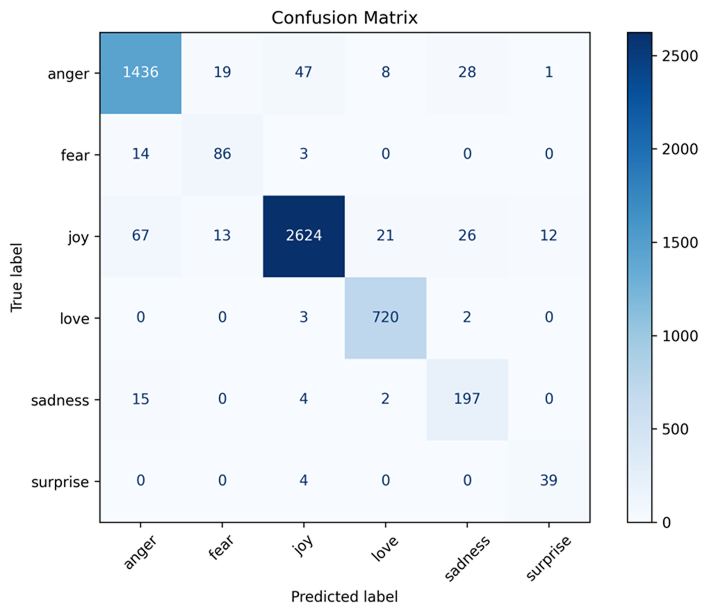 Confusion Matrix
True label
anger 1436 19 47 8 28 1
fear 14 86 3 0 0 0
joy 67 13 2624 21 26 12
love 0 0 3 720 2 0
sadness 15 0 4 2 197 0
surprise 0 0 4 0 0 39
anger fear joy love sadness surprise
Predicted label
2500
2000
1500
1000
500
0